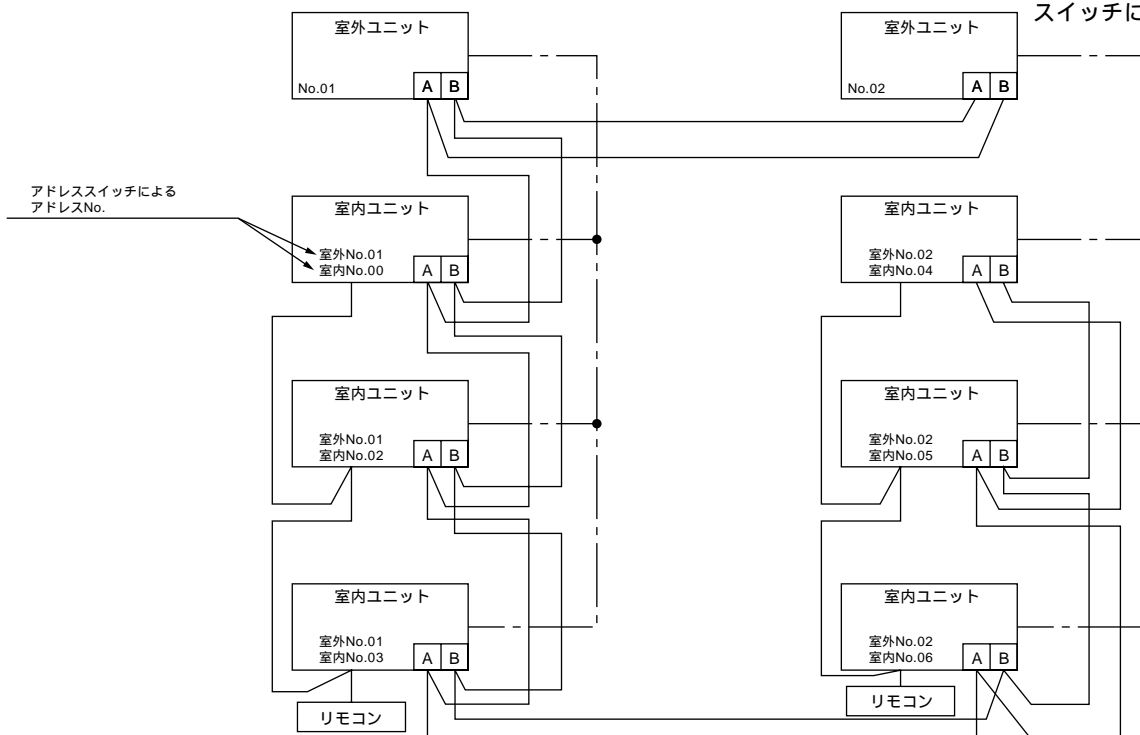 スイッチに
室外ユニット
No.01
A B
室外ユニット
No.02
A B
アドレススイッチによる
アドレスNo.
室内ユニット
室外No.01
室内No.00
A B
室内ユニット
室外No.02
室内No.04
A B
室内ユニット
室外No.01
室内No.02
A B
室内ユニット
室外No.02
室内No.05
A B
室内ユニット
室外No.01
室内No.03
A B
リモコン
室内ユニット
室外No.02
室内No.06
A B
リモコン